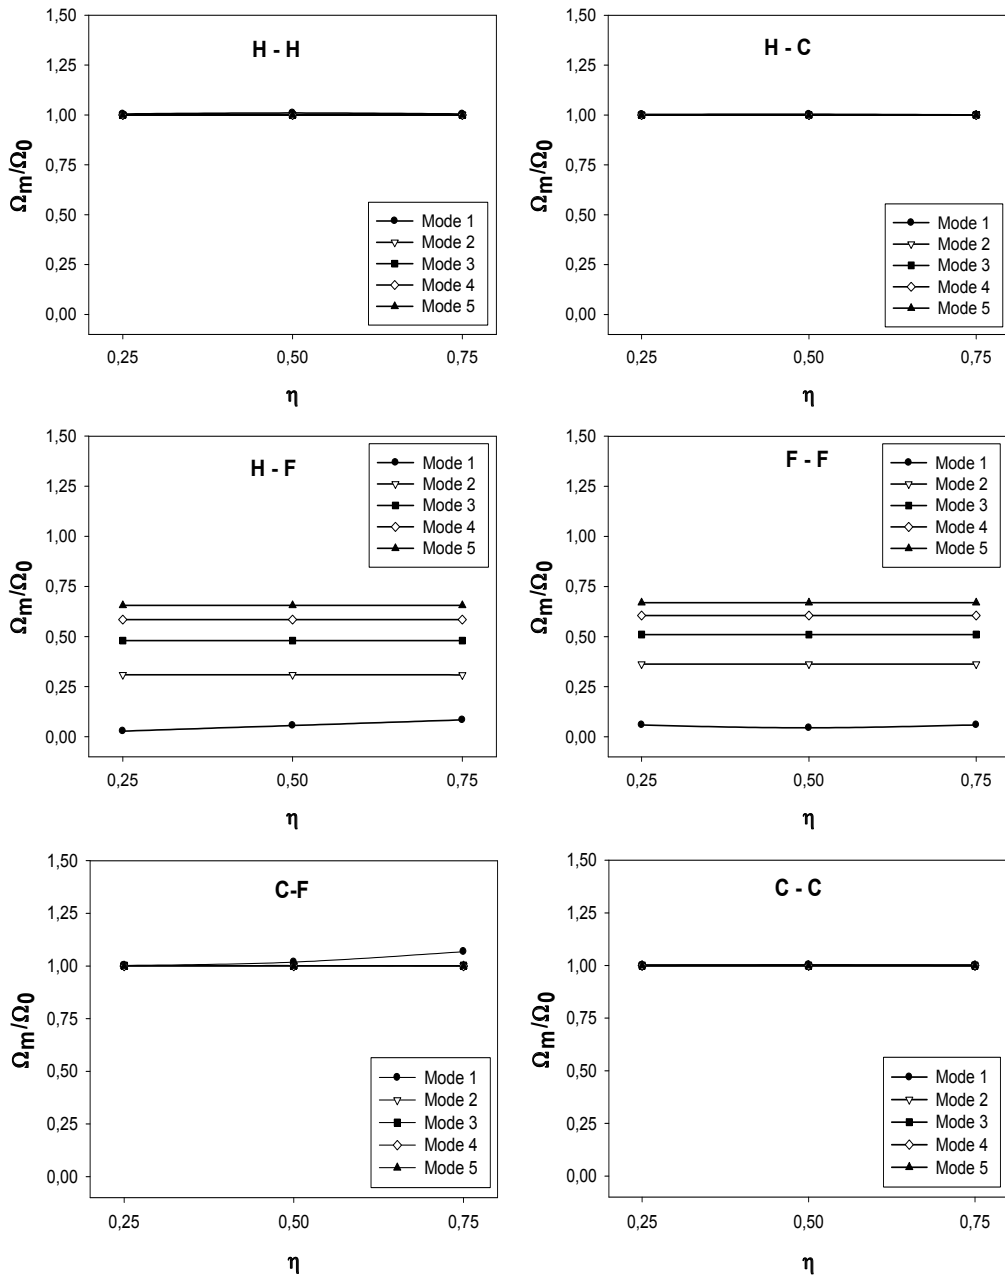 H - H
1,50
1,25
1,00
0,75
0,50
0,25
0,00
Ωm/Ω0
Mode 1
Mode 2
Mode 3
Mode 4
Mode 5
0,25 0,50 0,75
η
H - C
1,50
1,25
1,00
0,75
0,50
0,25
0,00
Ωm/Ω0
Mode 1
Mode 2
Mode 3
Mode 4
Mode 5
0,25 0,50 0,75
η
H - F
1,50
1,25
1,00
0,75
0,50
0,25
0,00
Ωm/Ω0
Mode 1
Mode 2
Mode 3
Mode 4
Mode 5
0,25 0,50 0,75
η
F - F
1,50
1,25
1,00
0,75
0,50
0,25
0,00
Ωm/Ω0
Mode 1
Mode 2
Mode 3
Mode 4
Mode 5
0,25 0,50 0,75
η
C-F
1,50
1,25
1,00
0,75
0,50
0,25
0,00
Ωm/Ω0
Mode 1
Mode 2
Mode 3
Mode 4
Mode 5
0,25 0,50 0,75
η
C - C
1,50
1,25
1,00
0,75
0,50
0,25
0,00
Ωm/Ω0
Mode 1
Mode 2
Mode 3
Mode 4
Mode 5
0,25 0,50 0,75
η